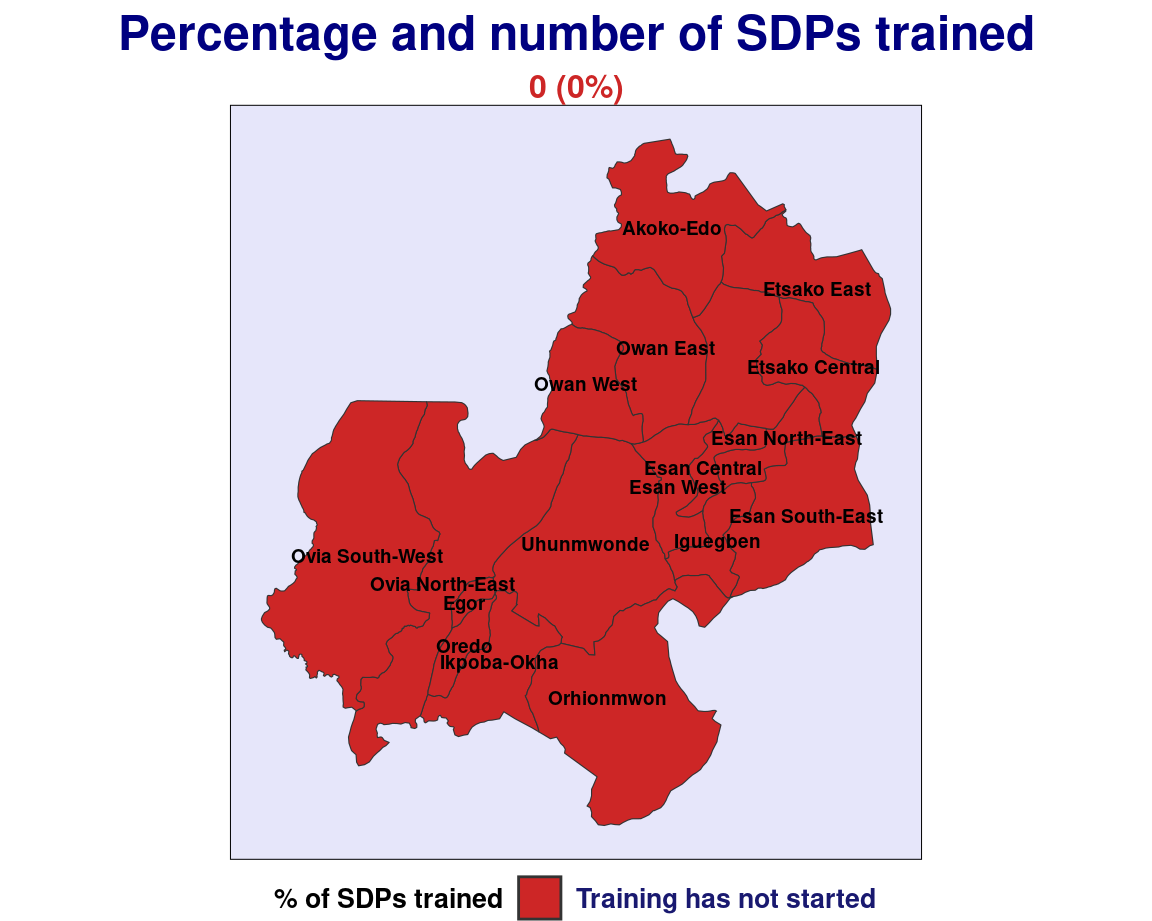 Percentage and number of SDPs trained
0 (0%)
Akoko-Edo
Etsako East
Owan East
Etsako Central
Owan West
Esan North-East
Esan Central
Esan West
Esan South-East
Iguegben
Uhunmwonde
Ovia South-West
Ovia North-East
Egor
Oredo
Ikpoba-Okha
Orhionmwon
% of SDPs trained Training has not started